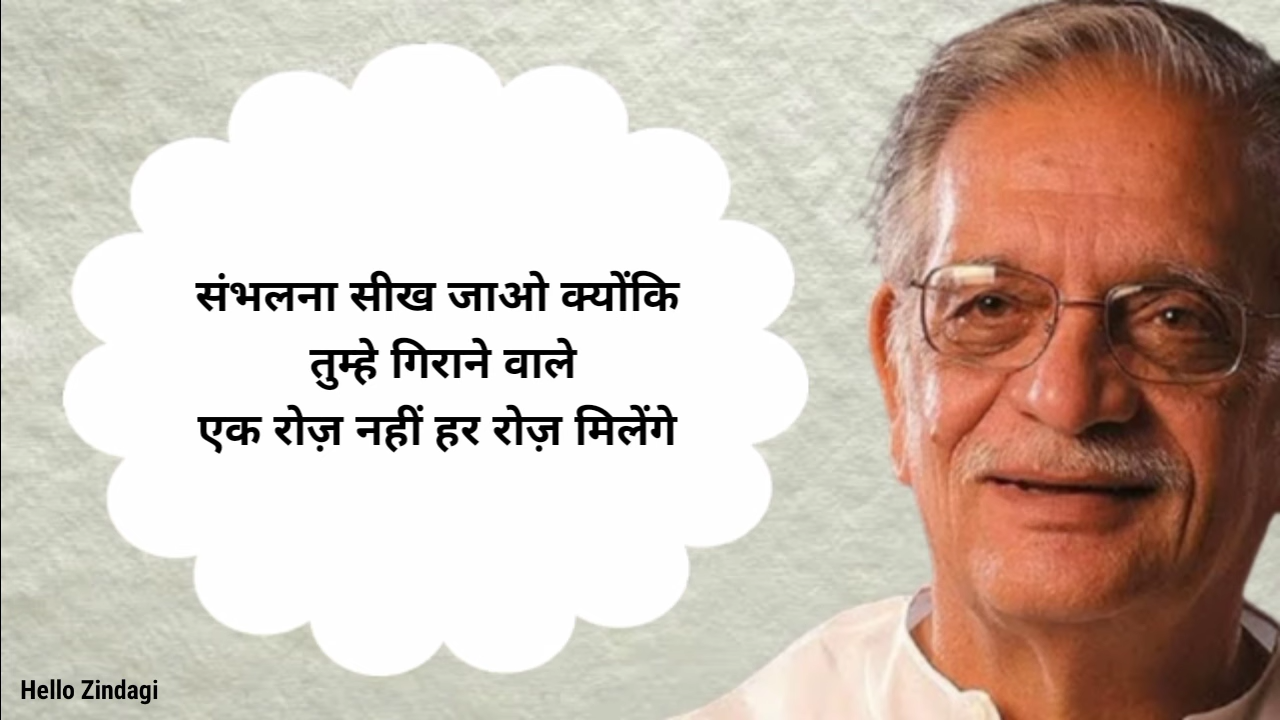 संभलना सीख जाओ क्योंकि
तुम्हे गिराने वाले
एक रोज़ नहीं हर रोज़ मिलेंगे
Hello Zindagi